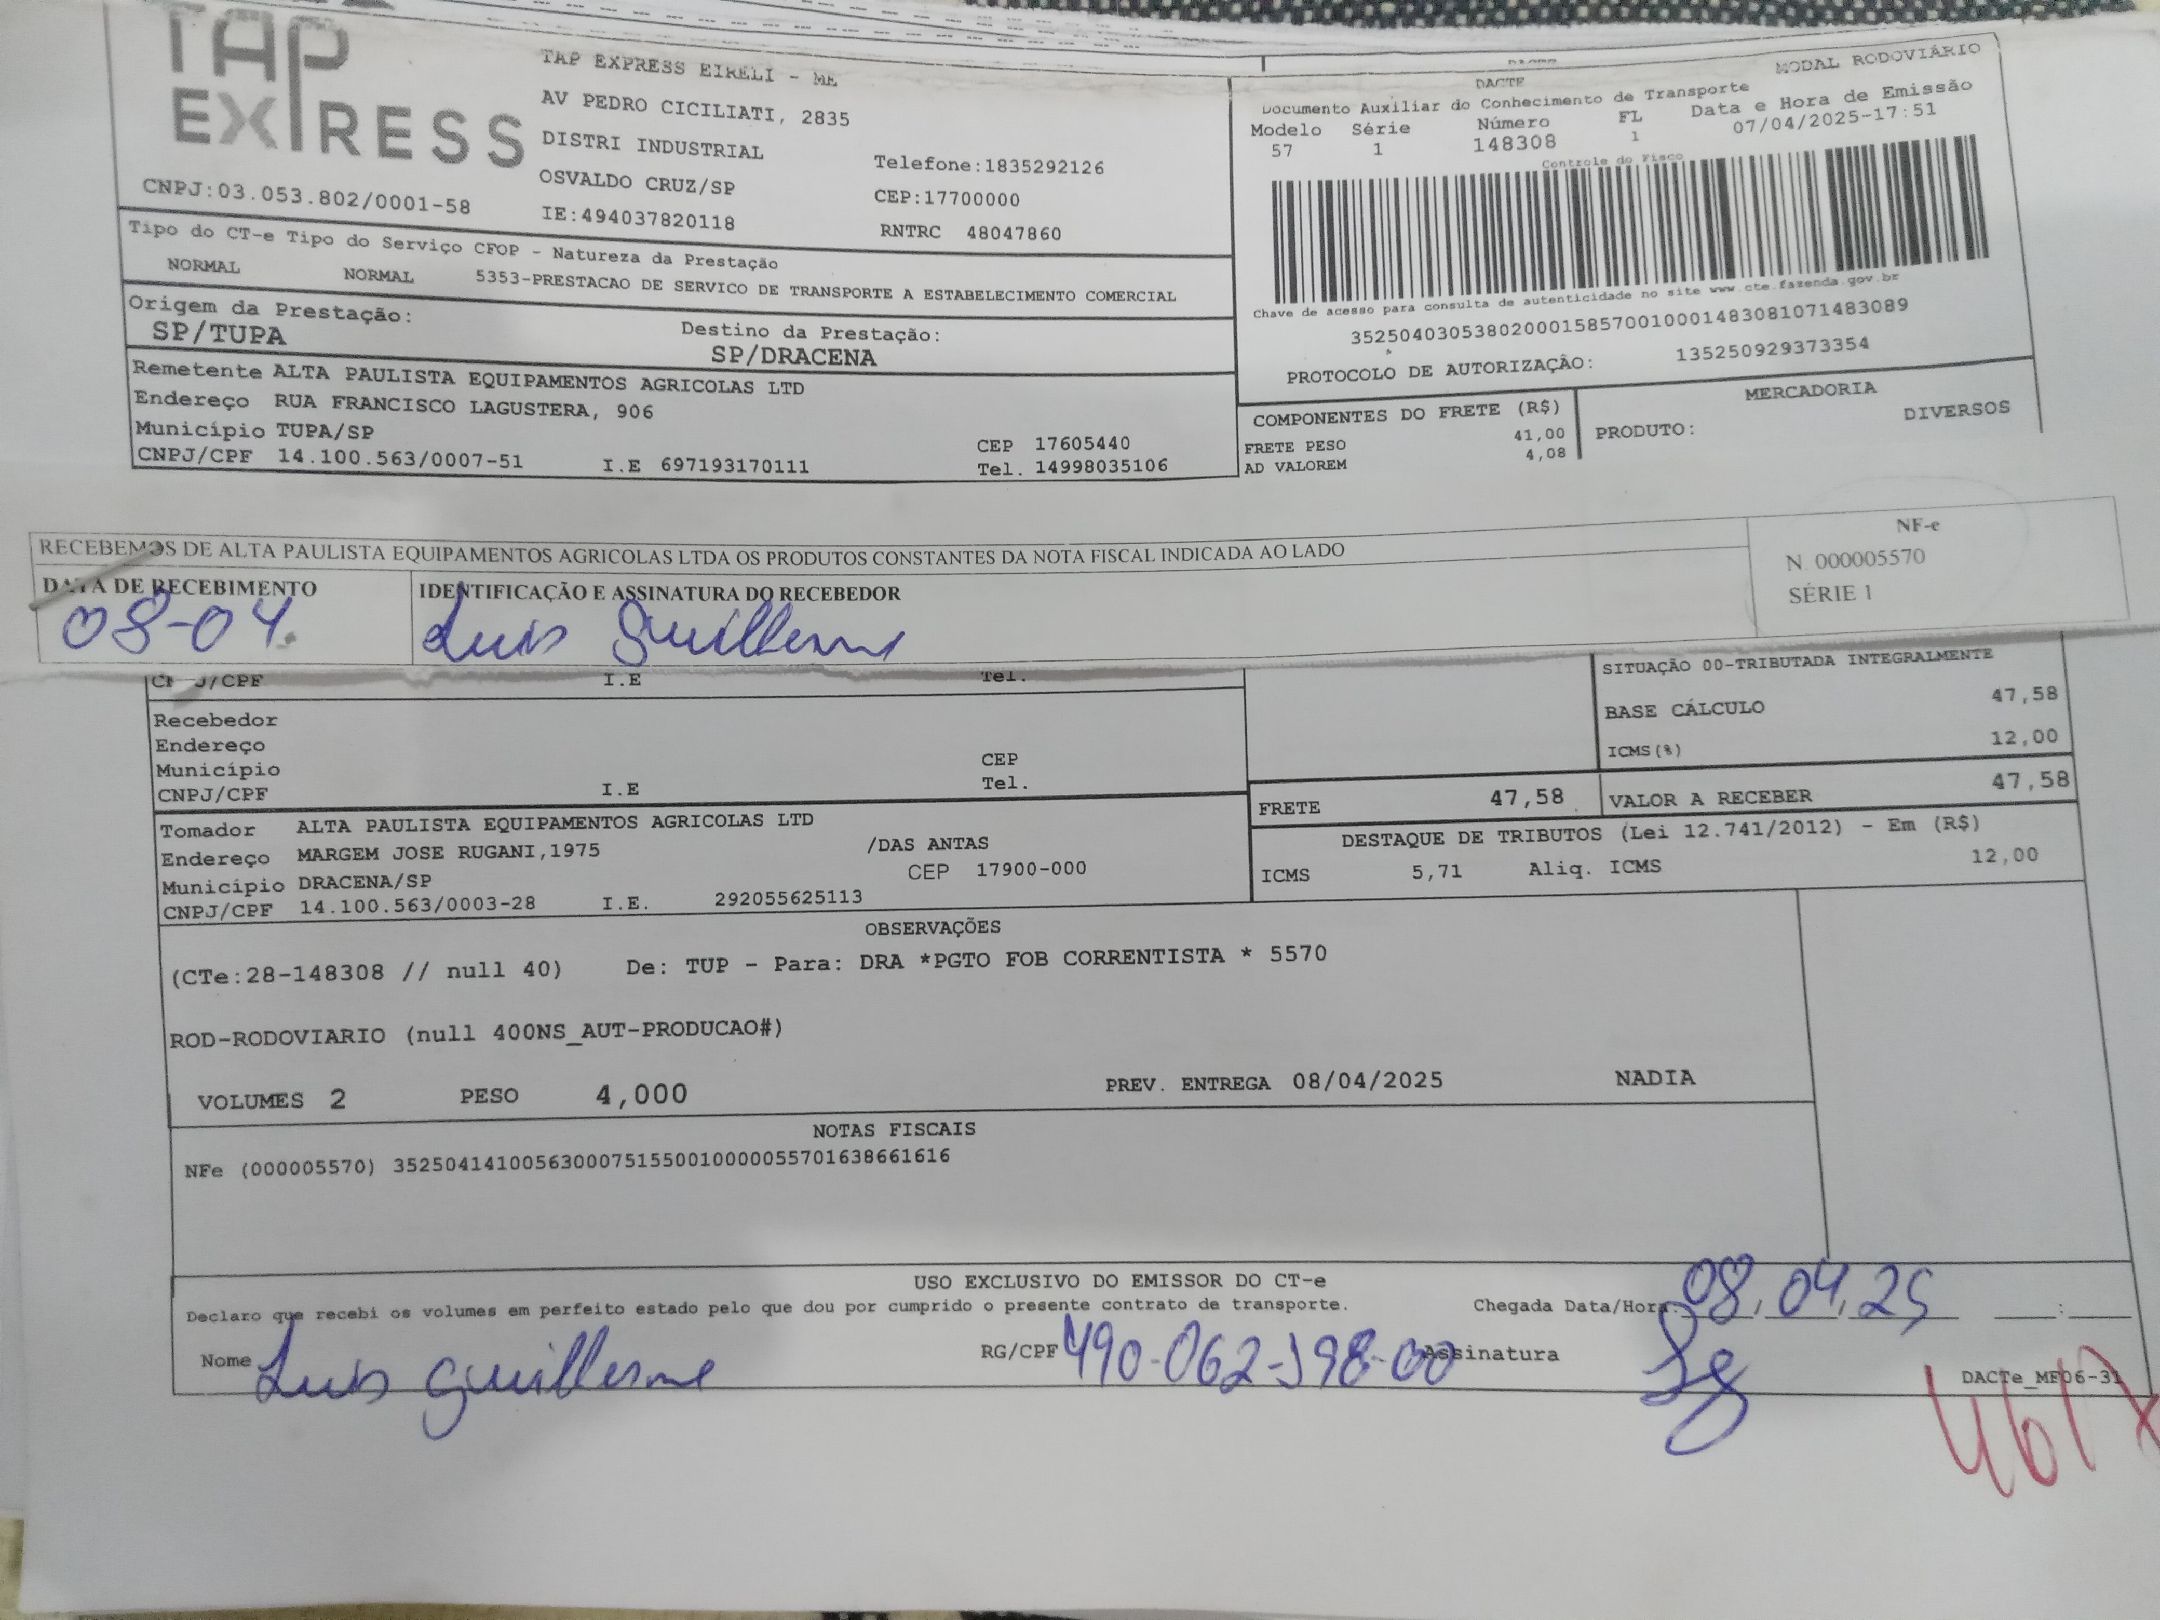 TAP
EXPRESS
TAP EXPRESS EIRELI - ME
AV PEDRO CICILIATI, 2835
DISTRI INDUSTRIAL
Telefone:1835292126
OSVALDO CRUZ/SP
CEP:17700000
CNPJ:03.053.802/0001-58
IE:494037820118
RNTRC 48047860
MODAL RODOVIÁRIO
DACTE
Documento Auxiliar do Conhecimento de Transporte
Modelo Série Número FL Data e Hora de Emissão
57 1 148308 1 07/04/2025-17:51
Controle do Fisco
Chave de acesso para consulta de autenticidade no site www.cte.fazenda.gov.br
35250403053802000158570010001483081071483089
PROTOCOLO DE AUTORIZAÇÃO: 135250929373354
Tipo do CT-e Tipo do Serviço CFOP - Natureza da Prestação
NORMAL NORMAL 5353-PRESTACAO DE SERVICO DE TRANSPORTE A ESTABELECIMENTO COMERCIAL
Origem da Prestação: Destino da Prestação:
SP/TUPA SP/DRACENA
Remetente ALTA PAULISTA EQUIPAMENTOS AGRICOLAS LTD
Endereço RUA FRANCISCO LAGUSTERA, 906
Município TUPA/SP CEP 17605440
CNPJ/CPF 14.100.563/0007-51 I.E 697193170111 Tel. 14998035106
COMPONENTES DO FRETE (R$)
FRETE PESO 41,00
AD VALOREM 4,08
MERCADORIA
PRODUTO: DIVERSOS
RECEBEMOS DE ALTA PAULISTA EQUIPAMENTOS AGRICOLAS LTDA OS PRODUTOS CONSTANTES DA NOTA FISCAL INDICADA AO LADO
DATA DE RECEBIMENTO IDENTIFICAÇÃO E ASSINATURA DO RECEBEDOR
08-04. Luis Guilherme
NF-e
N. 000005570
SÉRIE 1
CNPJ/CPF I.E Tel.
Recebedor
Endereço
Município CEP
CNPJ/CPF I.E Tel.
SITUAÇÃO 00-TRIBUTADA INTEGRALMENTE
BASE CÁLCULO 47,58
ICMS(%) 12,00
FRETE 47,58 VALOR A RECEBER 47,58
Tomador ALTA PAULISTA EQUIPAMENTOS AGRICOLAS LTD
Endereço MARGEM JOSE RUGANI,1975 /DAS ANTAS
Município DRACENA/SP CEP 17900-000
CNPJ/CPF 14.100.563/0003-28 I.E. 292055625113
DESTAQUE DE TRIBUTOS (Lei 12.741/2012) - Em (R$)
ICMS 5,71 Aliq. ICMS 12,00
OBSERVAÇÕES
(CTe:28-148308 // null 40) De: TUP - Para: DRA *PGTO FOB CORRENTISTA * 5570
ROD-RODOVIARIO (null 400NS_AUT-PRODUCAO#)
VOLUMES 2 PESO 4,000 PREV. ENTREGA 08/04/2025 NADIA
NOTAS FISCAIS
NFe (000005570) 35250414100563000751550010000055701638661616
USO EXCLUSIVO DO EMISSOR DO CT-e
Declaro que recebi os volumes em perfeito estado pelo que dou por cumprido o presente contrato de transporte. Chegada Data/Hora: 08/04/25 :
Nome Luis Guilherme RG/CPF 490-062-198-00 Assinatura
DACTe_MF06-31